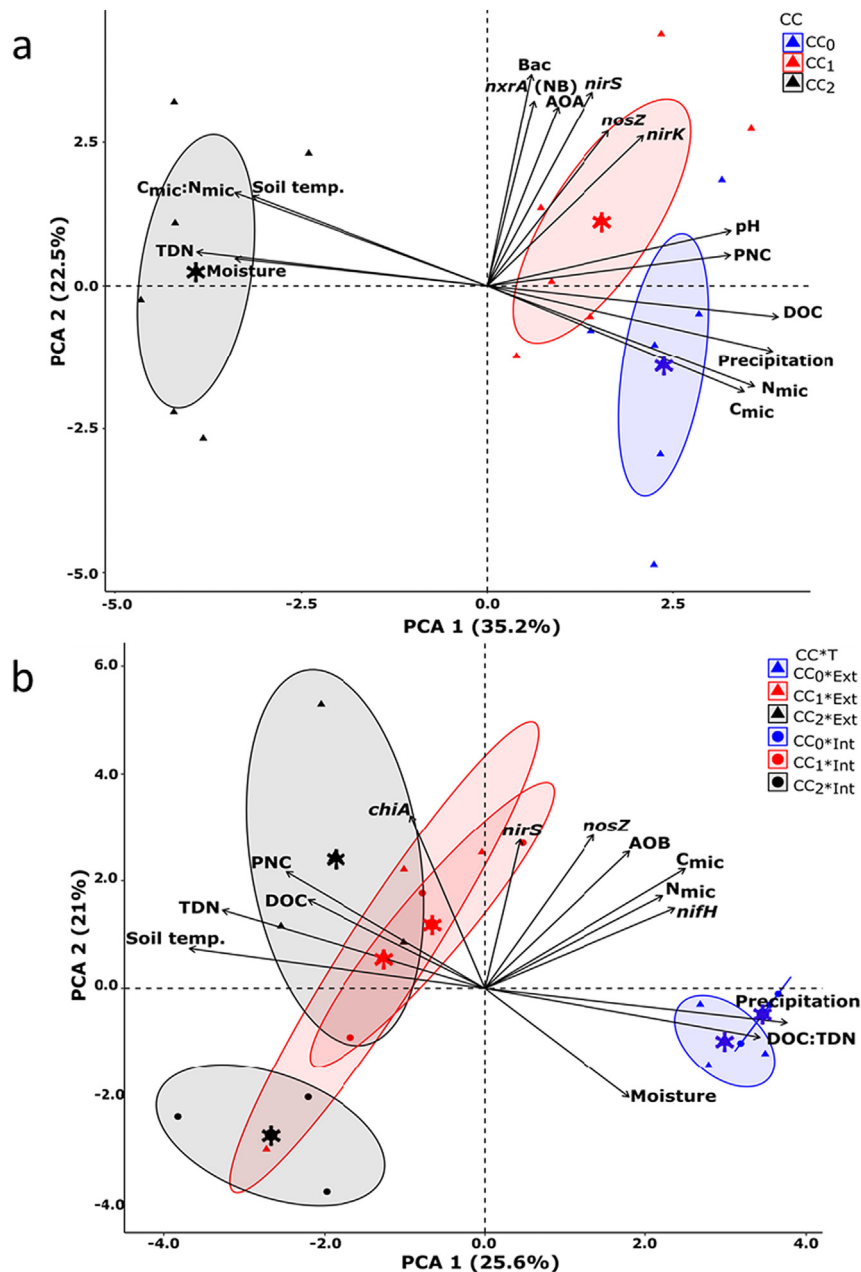 a
CC
CC0
CC1
CC2
Bac
nxrA (NB) nirS
AOA
nosZ
nirK
2.5
Cmic:Nmic Soil temp.
pH
TDN
PNC
Moisture
0.0
DOC
Precipitation
Nmic
Cmic
-2.5
-5.0
PCA 2 (22.5%)
-5.0 -2.5 0.0 2.5
PCA 1 (35.2%)
b
6.0
CC*T
CC0*Ext
CC1*Ext
CC2*Ext
CC0*Int
CC1*Int
CC2*Int
4.0
chiA
nirS
nosZ
AOB
PNC
Cmic
2.0
DOC
Nmic
TDN
nifH
Soil temp.
0.0
Precipitation
DOC:TDN
Moisture
-2.0
-4.0
PCA 2 (21%)
-4.0 -2.0 0.0 2.0 4.0
PCA 1 (25.6%)